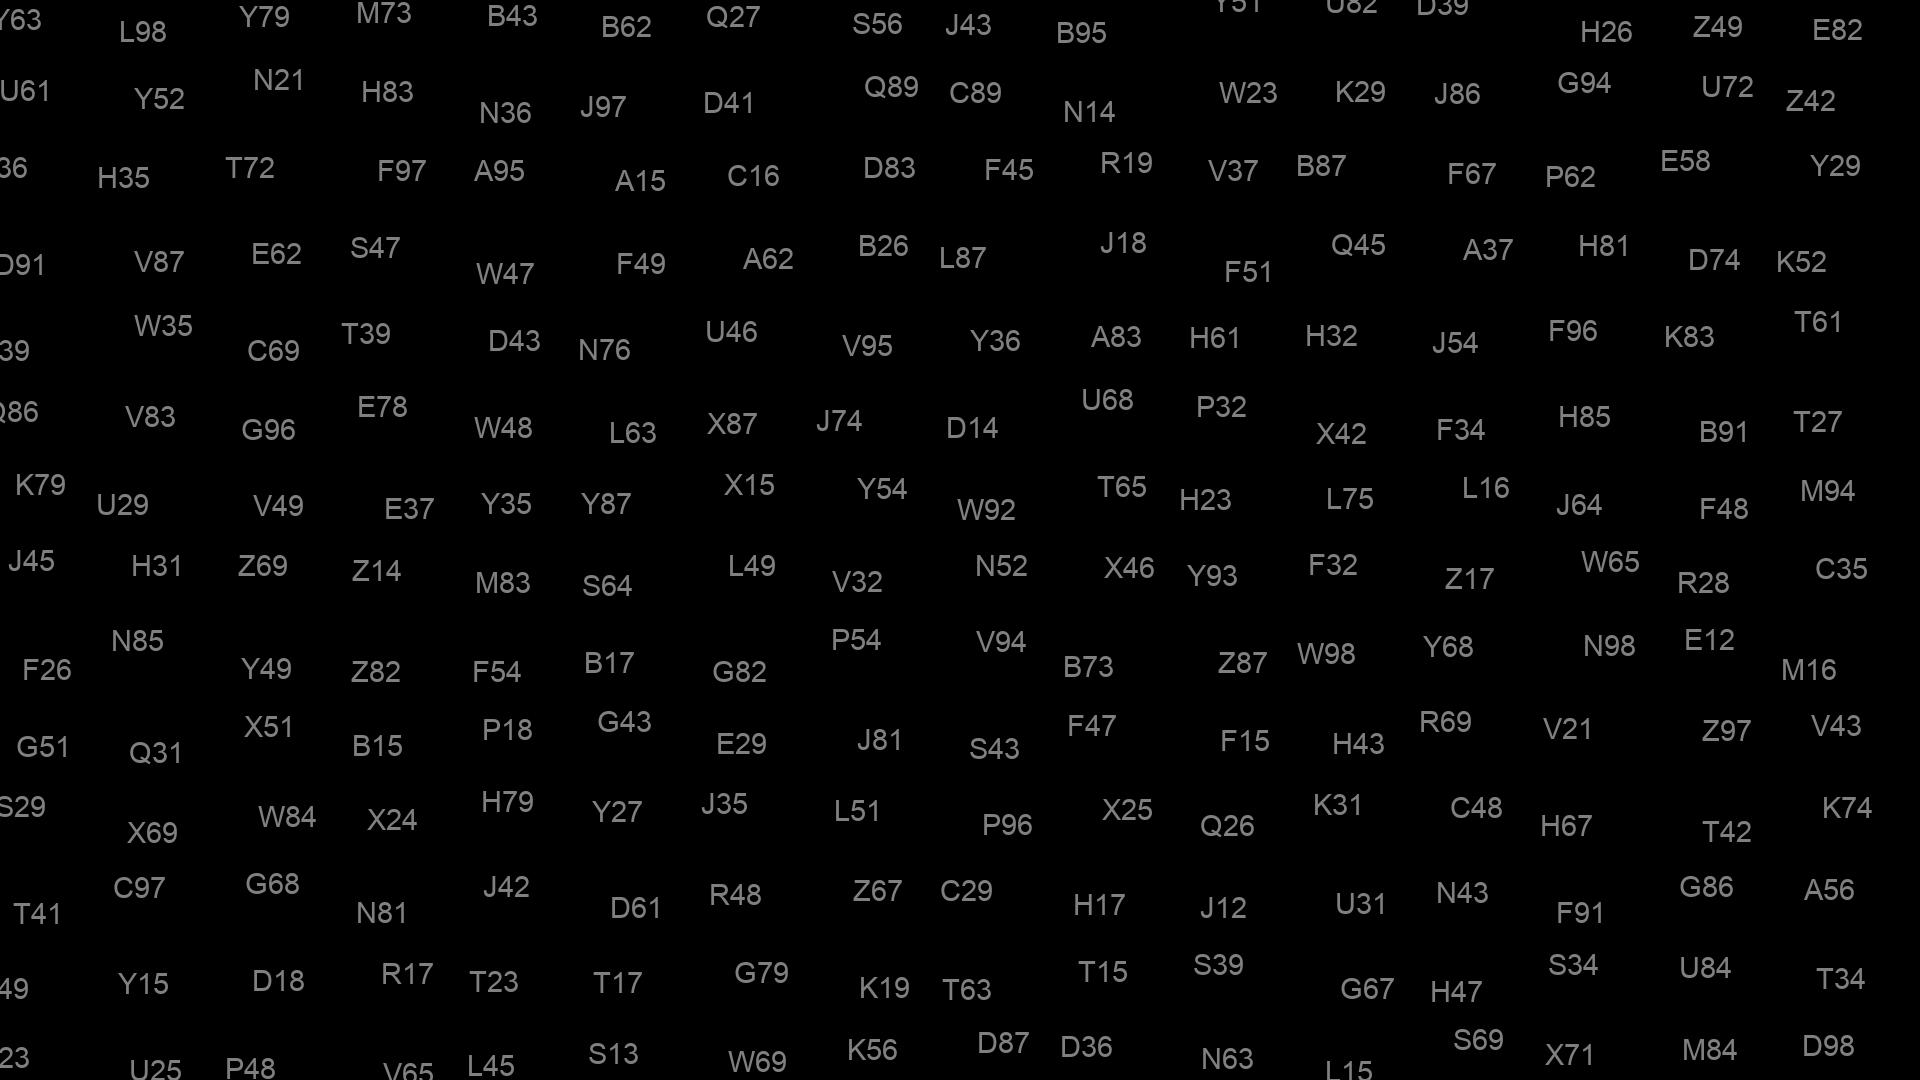 Y63 L98 Y79 M73 B43 B62 Q27 S56 J43 B95 Y51 U82 D39 H26 Z49 E82
U61 Y52 N21 H83 N36 J97 D41 Q89 C89 N14 W23 K29 J86 G94 U72 Z42
36 H35 T72 F97 A95 A15 C16 D83 F45 R19 V37 B87 F67 P62 E58 Y29
D91 V87 E62 S47 W47 F49 A62 B26 L87 J18 F51 Q45 A37 H81 D74 K52
39 W35 C69 T39 D43 N76 U46 V95 Y36 A83 H61 H32 J54 F96 K83 T61
Q86 V83 G96 E78 W48 L63 X87 J74 D14 U68 P32 X42 F34 H85 B91 T27
K79 U29 V49 E37 Y35 Y87 X15 Y54 W92 T65 H23 L75 L16 J64 F48 M94
J45 H31 Z69 Z14 M83 S64 L49 V32 N52 X46 Y93 F32 Z17 W65 R28 C35
F26 N85 Y49 Z82 F54 B17 G82 P54 V94 B73 Z87 W98 Y68 N98 E12 M16
G51 Q31 X51 B15 P18 G43 E29 J81 S43 F47 F15 H43 R69 V21 Z97 V43
S29 X69 W84 X24 H79 Y27 J35 L51 P96 X25 Q26 K31 C48 H67 T42 K74
T41 C97 G68 N81 J42 D61 R48 Z67 C29 H17 J12 U31 N43 F91 G86 A56
49 Y15 D18 R17 T23 T17 G79 K19 T63 T15 S39 G67 H47 S34 U84 T34
23 U25 P48 V65 L45 S13 W69 K56 D87 D36 N63 L15 S69 X71 M84 D98